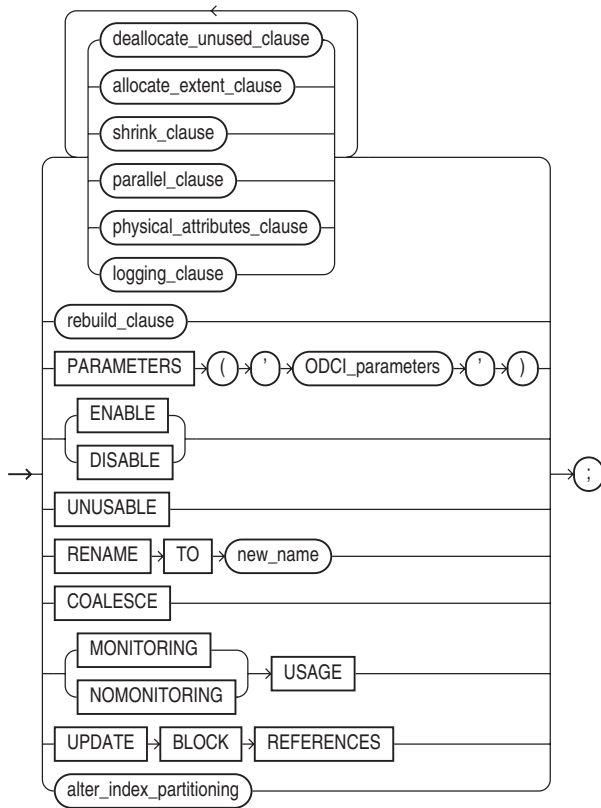 deallocate_unused_clause
allocate_extent_clause
shrink_clause
parallel_clause
physical_attributes_clause
logging_clause
rebuild_clause
PARAMETERS ( ' ODCI_parameters ' )
ENABLE
DISABLE
;
UNUSABLE
RENAME TO new_name
COALESCE
MONITORING
USAGE
NOMONITORING
UPDATE BLOCK REFERENCES
alter_index_partitioning